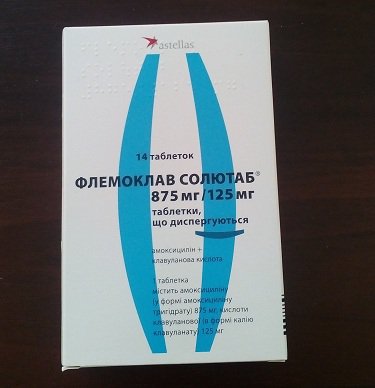 astellas
14 таблеток
ФЛЕМОКЛАВ СОЛЮТАБ®
875 мг/125 мг
таблетки,
що диспергуються
амоксицилін +
клавуланова кислота
1 таблетка
містить амоксициліну
(у формі амоксициліну
тригідрату) 875 мг, кислоти
клавуланової (в формі калію
клавуланату) 125 мг